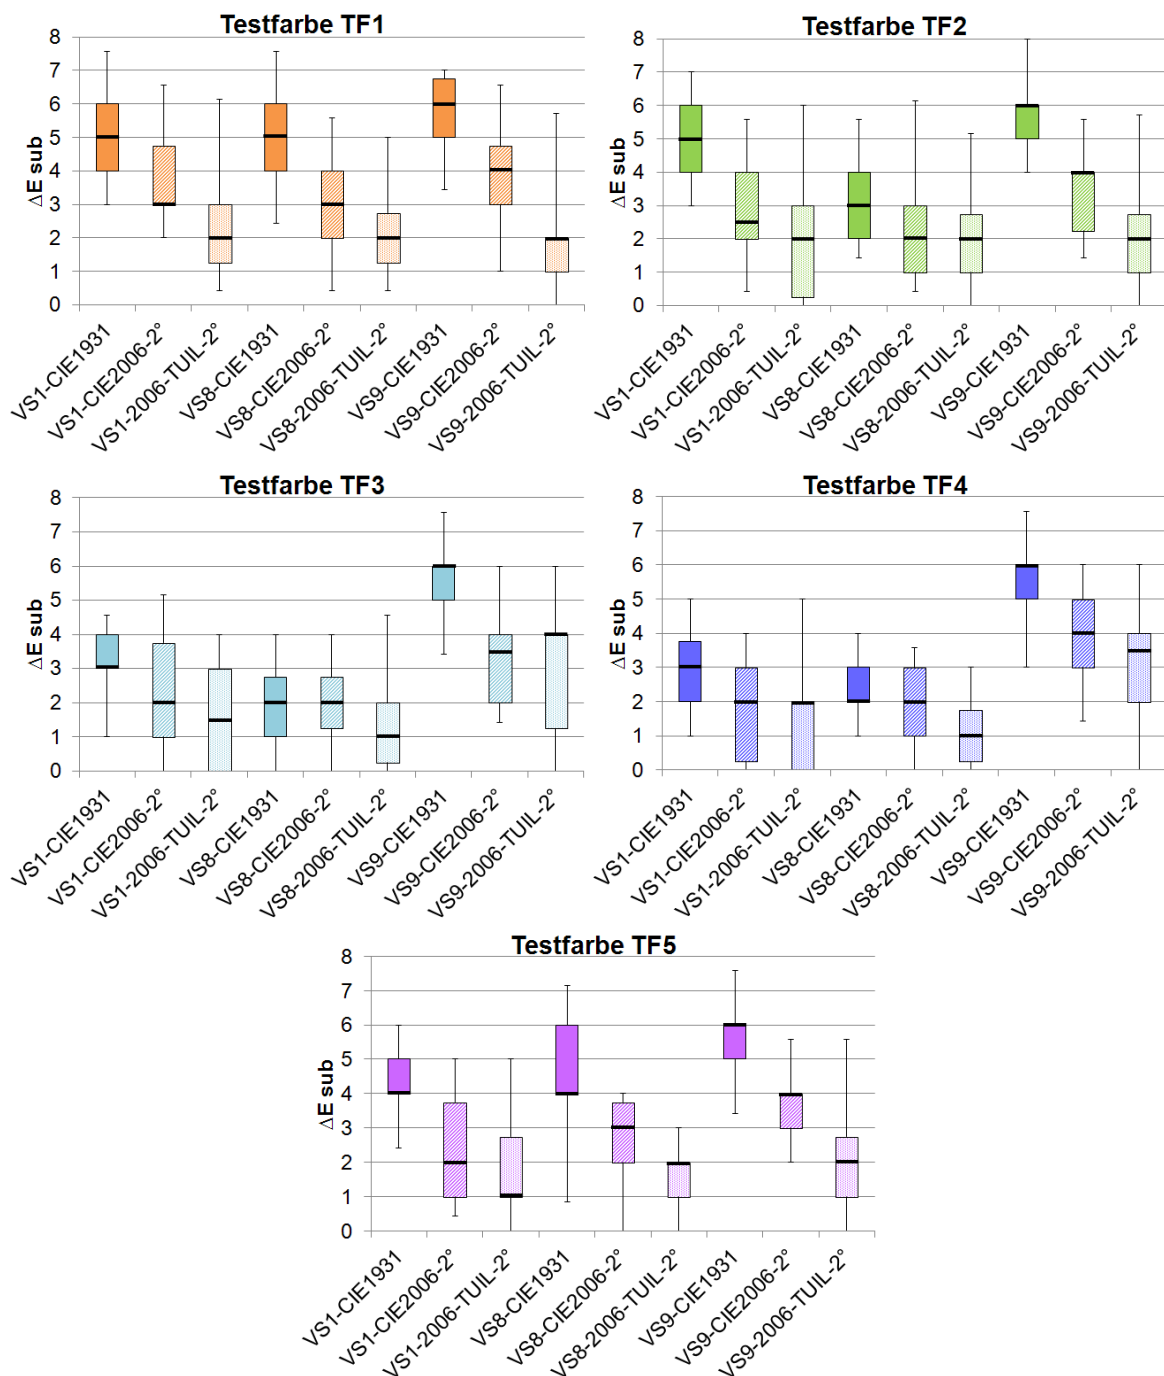 Testfarbe TF1
ΔE sub
8
7
6
5
4
3
2
1
0
VS1-CIE1931
VS1-CIE2006-2°
VS1-2006-TUIL-2°
VS8-CIE1931
VS8-CIE2006-2°
VS8-2006-TUIL-2°
VS9-CIE1931
VS9-CIE2006-2°
VS9-2006-TUIL-2°
Testfarbe TF2
ΔE sub
8
7
6
5
4
3
2
1
0
VS1-CIE1931
VS1-CIE2006-2°
VS1-2006-TUIL-2°
VS8-CIE1931
VS8-CIE2006-2°
VS8-2006-TUIL-2°
VS9-CIE1931
VS9-CIE2006-2°
VS9-2006-TUIL-2°
Testfarbe TF3
ΔE sub
8
7
6
5
4
3
2
1
0
VS1-CIE1931
VS1-CIE2006-2°
VS1-2006-TUIL-2°
VS8-CIE1931
VS8-CIE2006-2°
VS8-2006-TUIL-2°
VS9-CIE1931
VS9-CIE2006-2°
VS9-2006-TUIL-2°
Testfarbe TF4
ΔE sub
8
7
6
5
4
3
2
1
0
VS1-CIE1931
VS1-CIE2006-2°
VS1-2006-TUIL-2°
VS8-CIE1931
VS8-CIE2006-2°
VS8-2006-TUIL-2°
VS9-CIE1931
VS9-CIE2006-2°
VS9-2006-TUIL-2°
Testfarbe TF5
ΔE sub
8
7
6
5
4
3
2
1
0
VS1-CIE1931
VS1-CIE2006-2°
VS1-2006-TUIL-2°
VS8-CIE1931
VS8-CIE2006-2°
VS8-2006-TUIL-2°
VS9-CIE1931
VS9-CIE2006-2°
VS9-2006-TUIL-2°